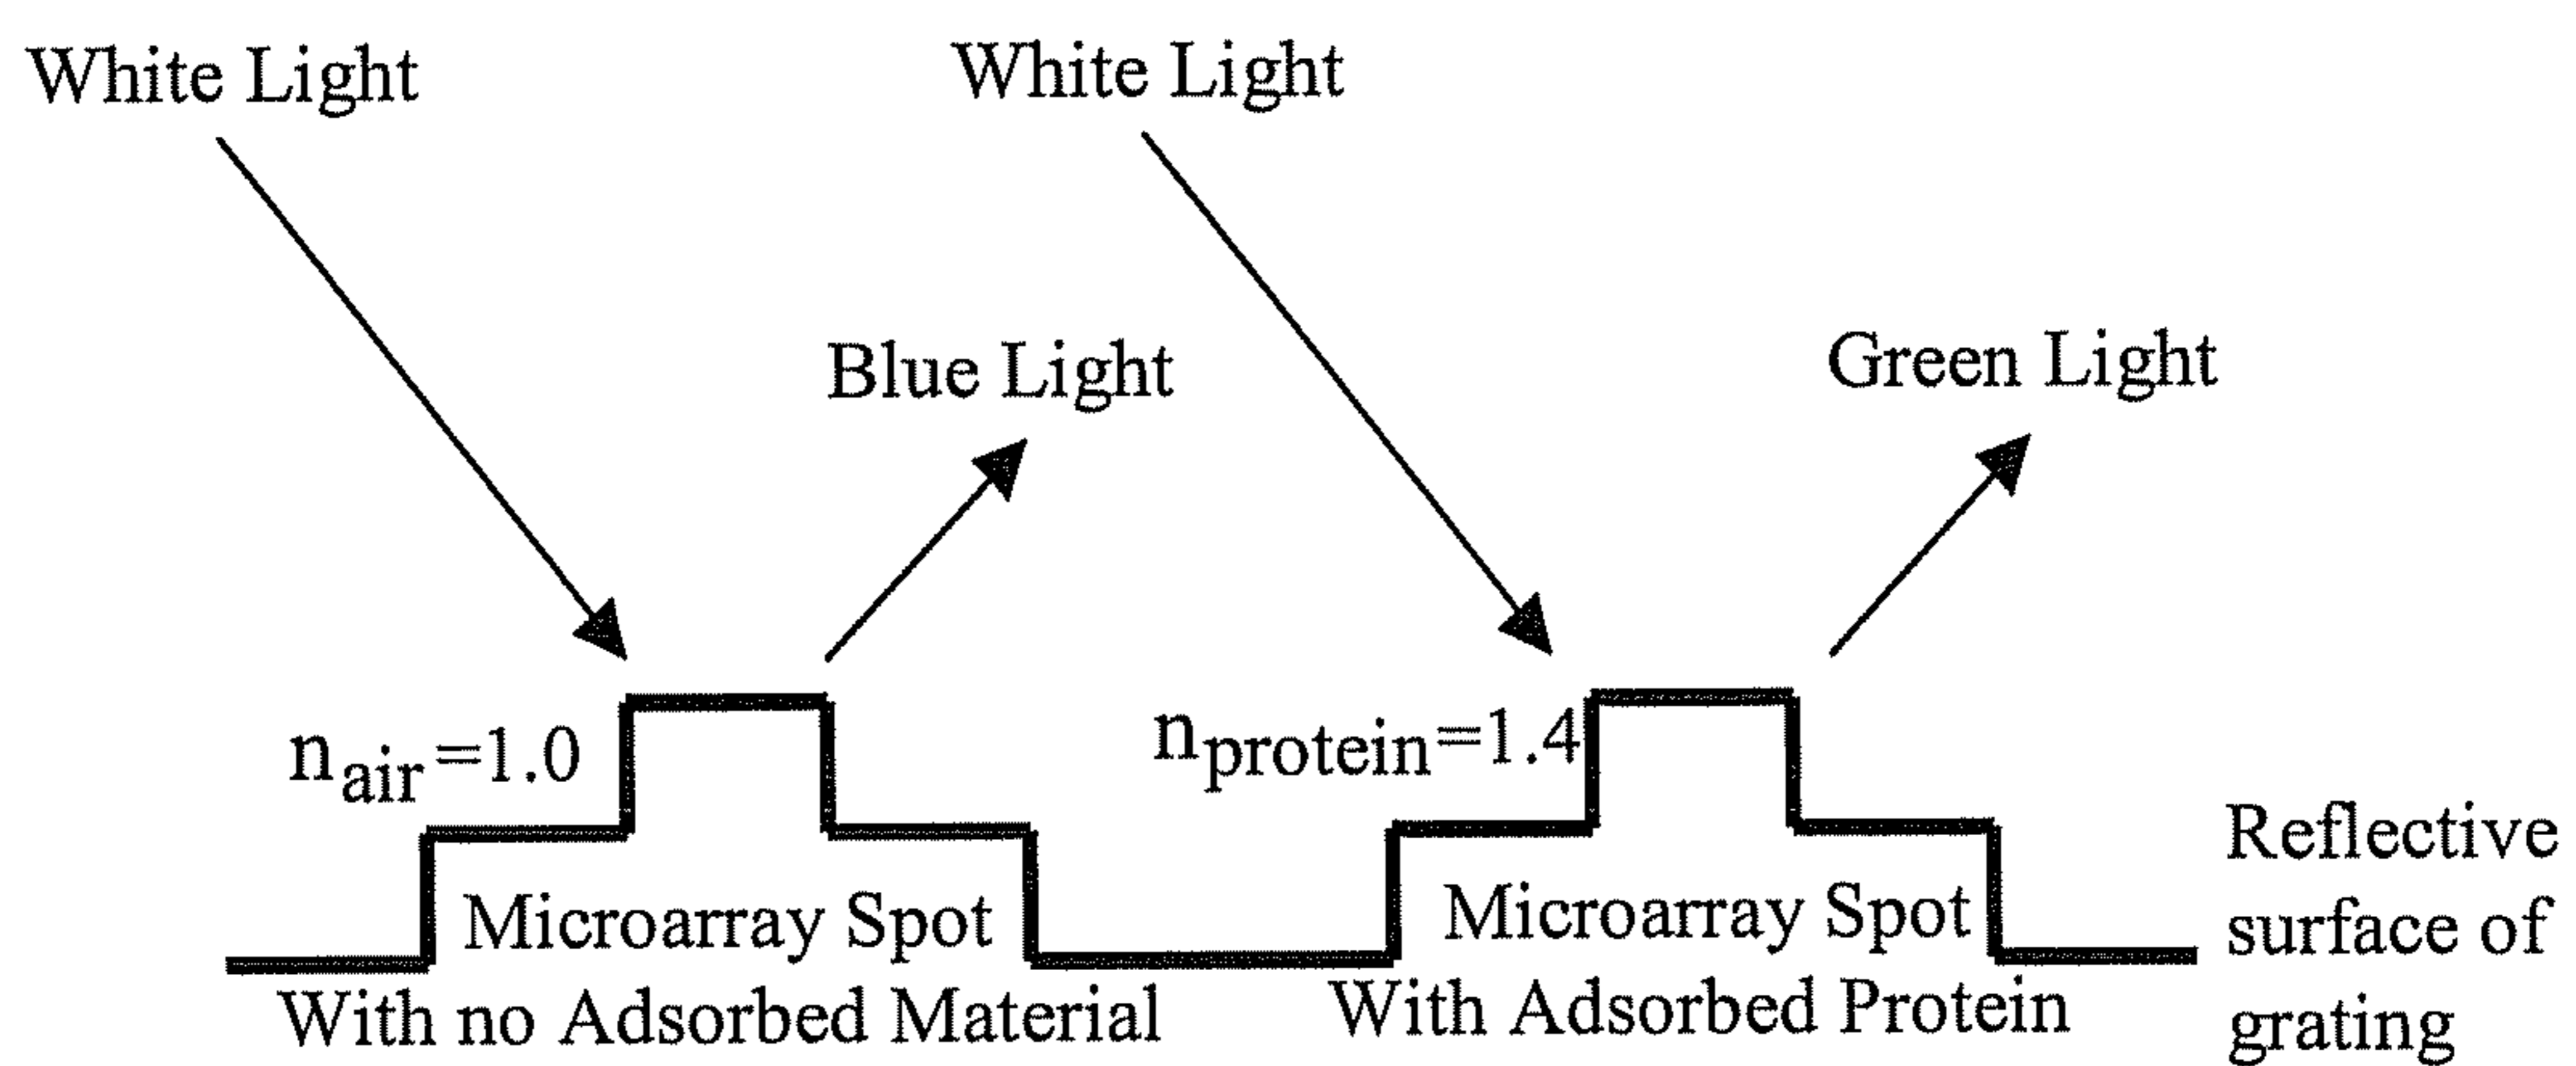 White Light
White Light
Blue Light
Green Light
nair=1.0
nprotein=1.4
Microarray Spot
With no Adsorbed Material
Microarray Spot
With Adsorbed Protein
Reflective
surface of
grating